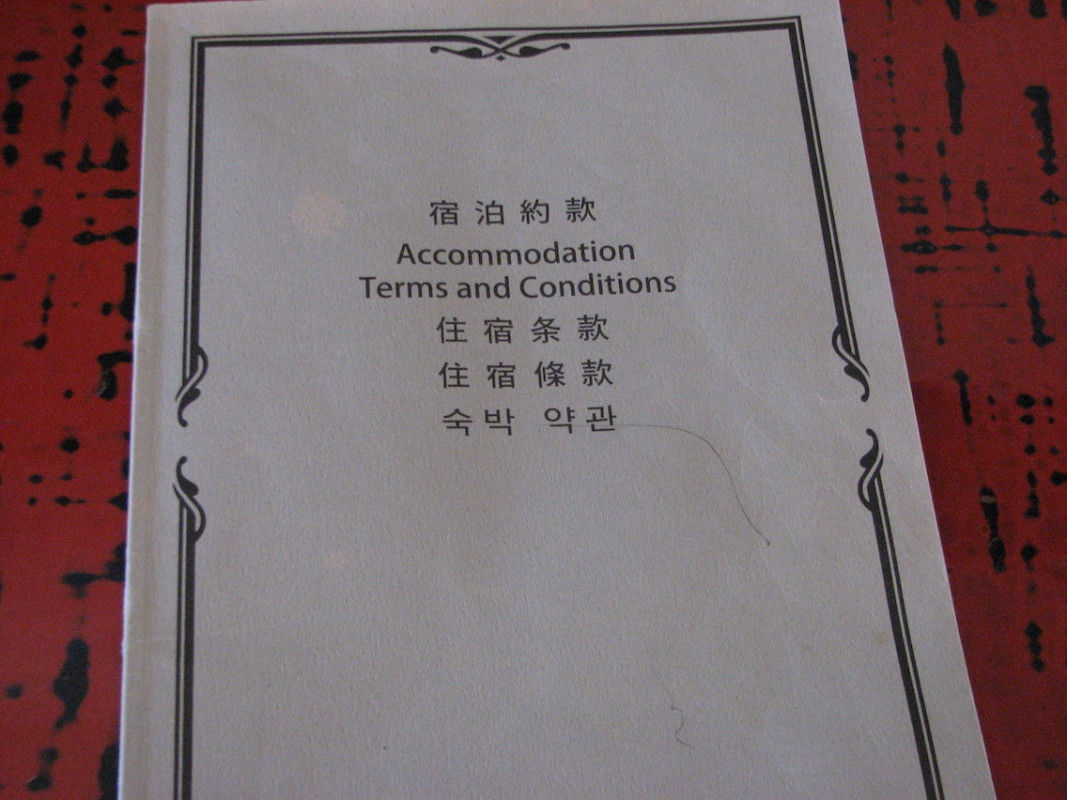 宿泊約款
Accommodation
Terms and Conditions
住宿条款
住宿條款
숙박 약관